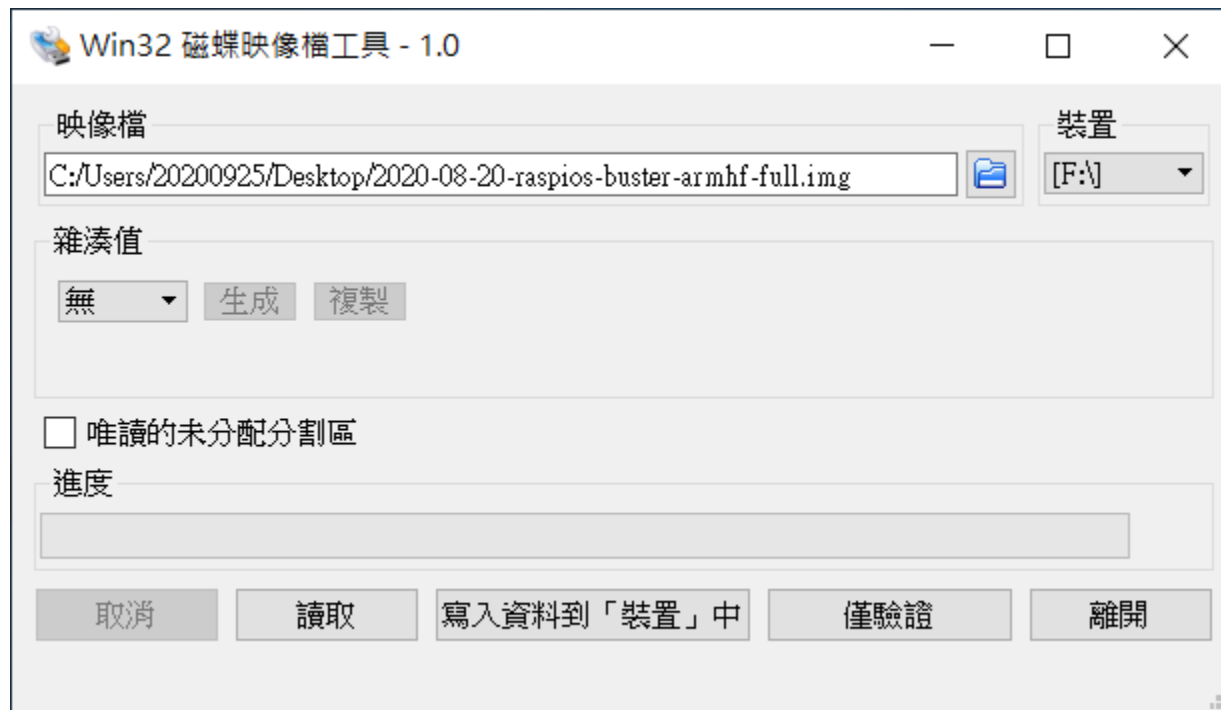 Win32 磁蝶映像檔工具 - 1.0
映像檔
裝置
C:/Users/20200925/Desktop/2020-08-20-raspios-buster-armhf-full.img
[F:\]
雜湊值
無
生成
複製
唯讀的未分配分割區
進度
取消
讀取
寫入資料到「裝置」中
僅驗證
離開